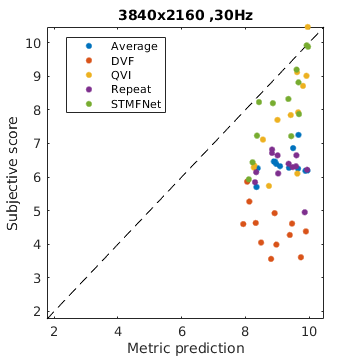 3840x2160 ,30Hz
Average
DVF
QVI
Repeat
STMFNet
Subjective score
10
9
8
7
6
5
4
3
2
2
4
6
8
10
Metric prediction